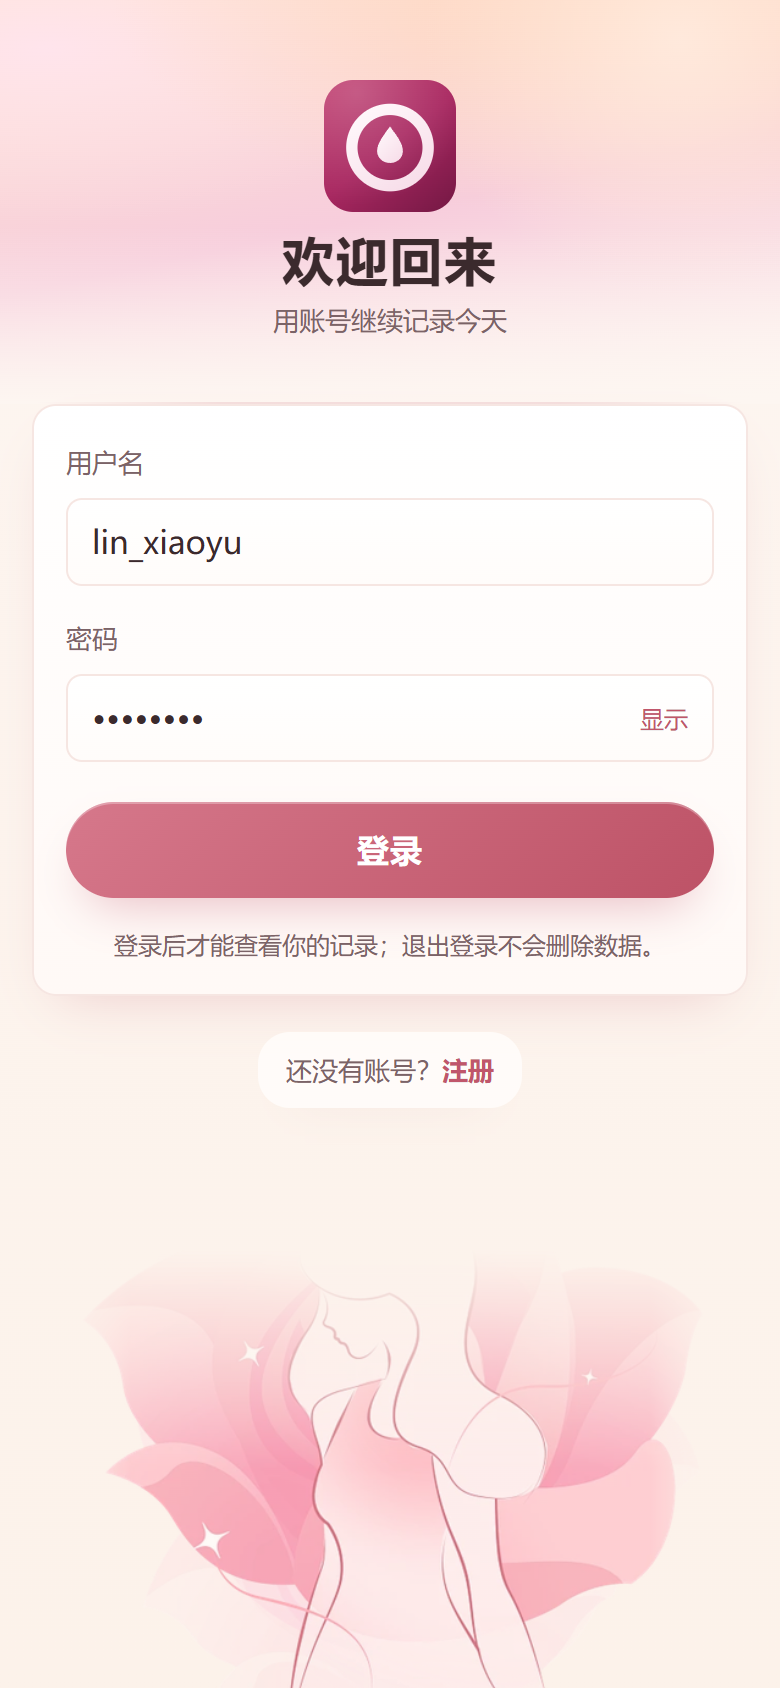 欢迎回来
用账号继续记录今天
用户名
lin_xiaoyu
密码
••••••••
显示
登录
登录后才能查看你的记录；退出登录不会删除数据。
还没有账号？注册